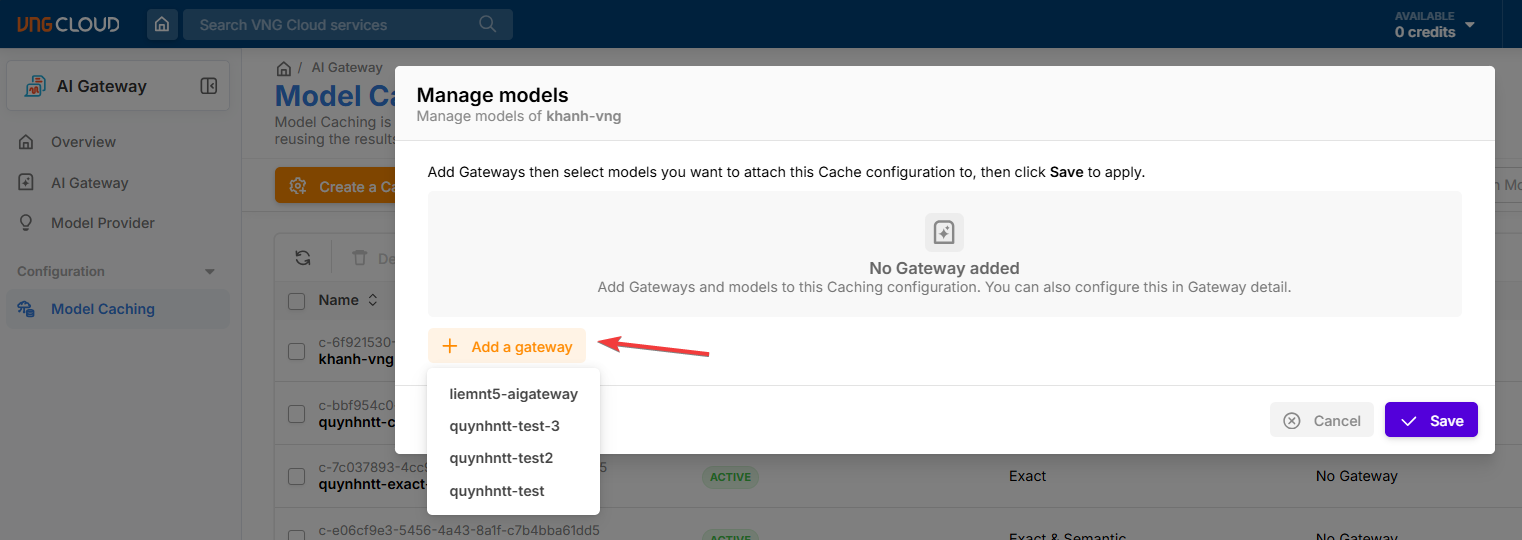 VNG CLOUD
Search VNG Cloud services
AVAILABLE
0 credits
AI Gateway
Overview
AI Gateway
Model Provider
Configuration
Model Caching
/ AI Gateway
Model Ca
Model Caching is
reusing the results
Create a Ca
De
Name
c-6f921530-
khanh-vng
c-bbf954c0
quynhntt-c
c-7c037893-4cc
quynhntt-exact-
ACTIVE
Exact
No Gateway
c-e06cf9e3-5456-4a43-8a1f-c7b4bba61dd5
ACTIVE
Exact & Semantic
No Gateway
Manage models
Manage models of khanh-vng
Add Gateways then select models you want to attach this Cache configuration to, then click Save to apply.
No Gateway added
Add Gateways and models to this Caching configuration. You can also configure this in Gateway detail.
Add a gateway
liemnt5-aigateway
quynhntt-test-3
quynhntt-test2
quynhntt-test
Cancel
Save